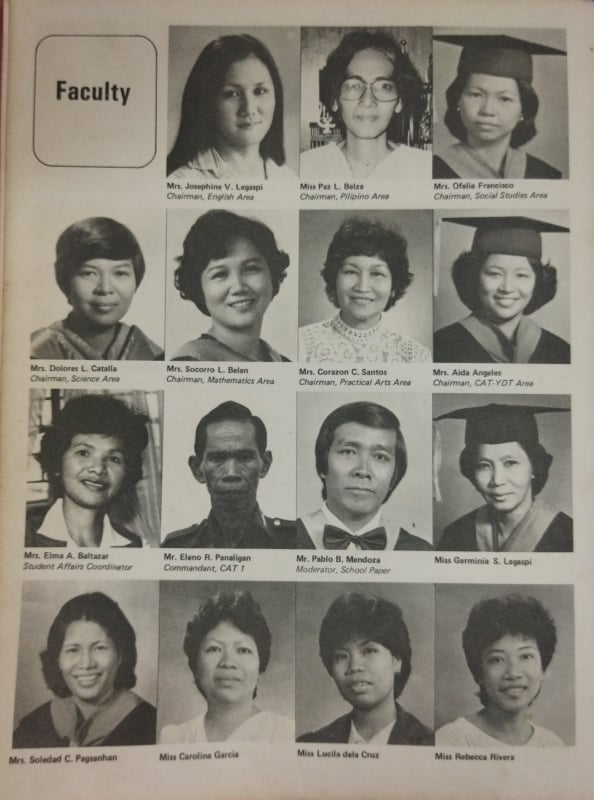 Faculty
Mrs. Josephine V. Legaspi
Chairman, English Area
Miss Paz L. Belza
Chairman, Pilipino Area
Mrs. Ofelia Francisco
Chairman, Social Studies Area
Mrs. Dolores L. Catalla
Chairman, Science Area
Mrs. Socorro L. Belen
Chairman, Mathematics Area
Mrs. Corazon C. Santos
Chairman, Practical Arts Area
Mrs. Aida Angeles
Chairman, CAT-YDT Area
Mrs. Elma A. Baltazar
Student Affairs Coordinator
Mr. Eleno R. Panaligan
Commandant, CAT 1
Mr. Pablo B. Mendoza
Moderator, School Paper
Miss Germinia S. Legaspi
Mrs. Soledad C. Pagsanhan
Miss Carolina Garcia
Miss Lucila dela Cruz
Miss Rebecca Rivera